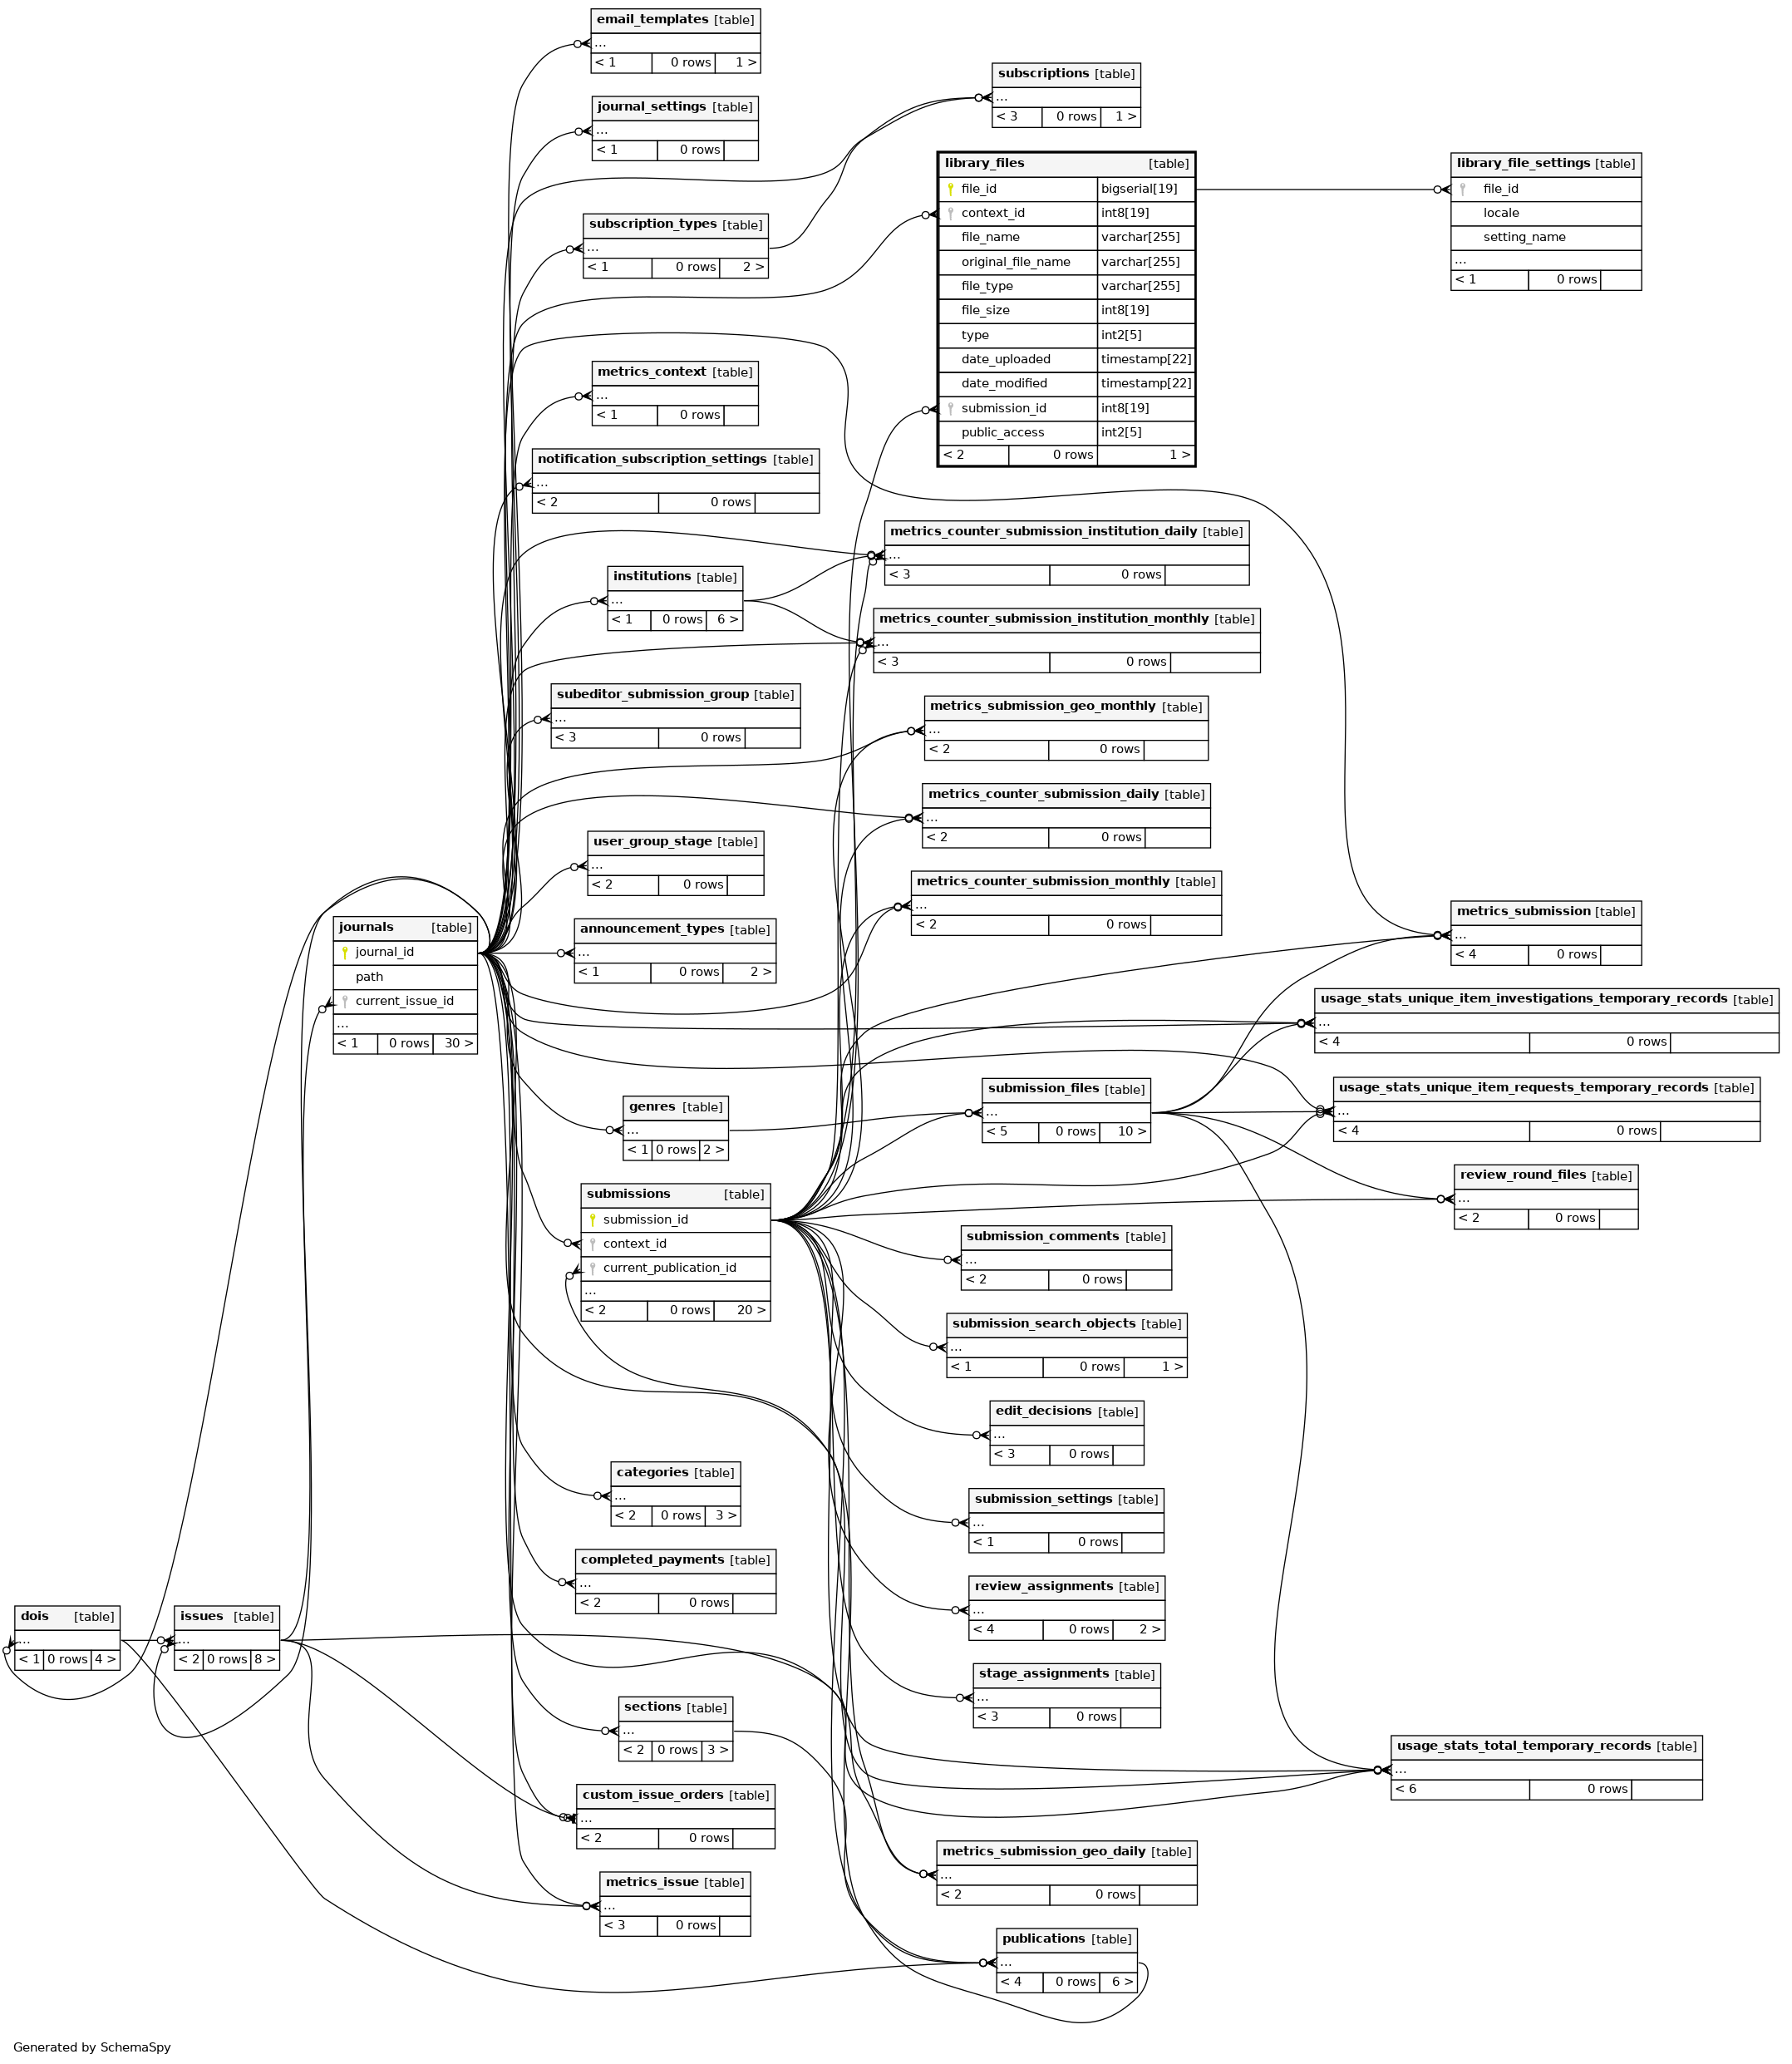 email_templates [table]
...
< 1 0 rows 1 >
journal_settings [table]
...
< 1 0 rows
subscription_types [table]
...
< 1 0 rows 2 >
metrics_context [table]
...
< 1 0 rows
notification_subscription_settings [table]
...
< 2 0 rows
institutions [table]
...
< 1 0 rows 6 >
subeditor_submission_group [table]
...
< 3 0 rows
user_group_stage [table]
...
< 2 0 rows
announcement_types [table]
...
< 1 0 rows 2 >
journals [table]
journal_id
path
current_issue_id
...
< 1 0 rows 30 >
genres [table]
...
< 1 0 rows 2 >
submissions [table]
submission_id
context_id
current_publication_id
...
< 2 0 rows 20 >
categories [table]
...
< 2 0 rows 3 >
completed_payments [table]
...
< 2 0 rows
dois [table]
...
< 1 0 rows 4 >
issues [table]
...
< 2 0 rows 8 >
sections [table]
...
< 2 0 rows 3 >
custom_issue_orders [table]
...
< 2 0 rows
metrics_issue [table]
...
< 3 0 rows
subscriptions [table]
...
< 3 0 rows 1 >
library_files [table]
file_id bigserial[19]
context_id int8[19]
file_name varchar[255]
original_file_name varchar[255]
file_type varchar[255]
file_size int8[19]
type int2[5]
date_uploaded timestamp[22]
date_modified timestamp[22]
submission_id int8[19]
public_access int2[5]
< 2 0 rows 1 >
metrics_counter_submission_institution_daily [table]
...
< 3 0 rows
metrics_counter_submission_institution_monthly [table]
...
< 3 0 rows
metrics_submission_geo_monthly [table]
...
< 2 0 rows
metrics_counter_submission_daily [table]
...
< 2 0 rows
metrics_counter_submission_monthly [table]
...
< 2 0 rows
submission_files [table]
...
< 5 0 rows 10 >
submission_comments [table]
...
< 2 0 rows
submission_search_objects [table]
...
< 1 0 rows 1 >
edit_decisions [table]
...
< 3 0 rows
submission_settings [table]
...
< 1 0 rows
review_assignments [table]
...
< 4 0 rows 2 >
stage_assignments [table]
...
< 3 0 rows
metrics_submission_geo_daily [table]
...
< 2 0 rows
publications [table]
...
< 4 0 rows 6 >
library_file_settings [table]
file_id
locale
setting_name
...
< 1 0 rows
metrics_submission [table]
...
< 4 0 rows
usage_stats_unique_item_investigations_temporary_records [table]
...
< 4 0 rows
usage_stats_unique_item_requests_temporary_records [table]
...
< 4 0 rows
review_round_files [table]
...
< 2 0 rows
usage_stats_total_temporary_records [table]
...
< 6 0 rows
Generated by SchemaSpy